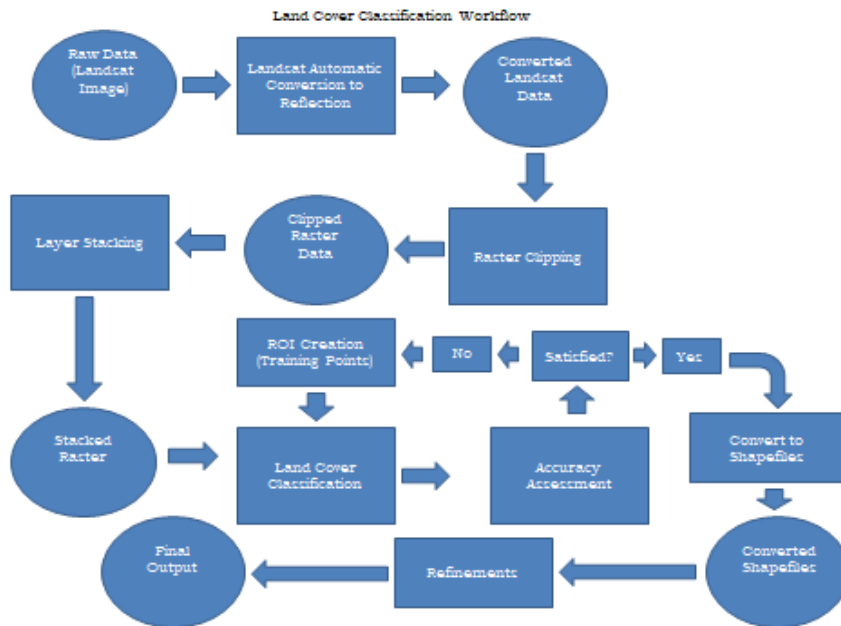 Land Cover Classification Workflow
Raw Data
(Landsat
Image)
Landsat Automatic
Conversion to
Reflection
Converted
Landsat
Data
Layer Stacking
Clipped
Raster
Data
Raster Clipping
ROI Creation
(Training Points)
No
Satisfied?
Yes
Stacked
Raster
Land Cover
Classification
Accuracy
Assessment
Convert to
Shapefiles
Final
Output
Refinements
Converted
Shapefiles